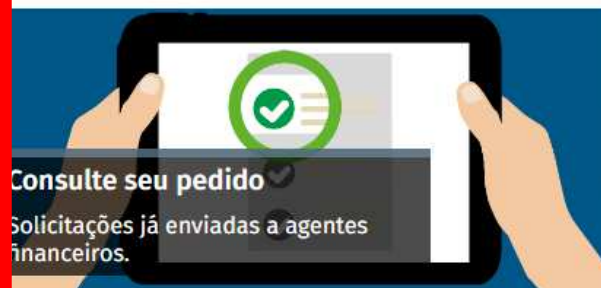 Consulte seu pedido
Solicitações já enviadas a agentes
financeiros.